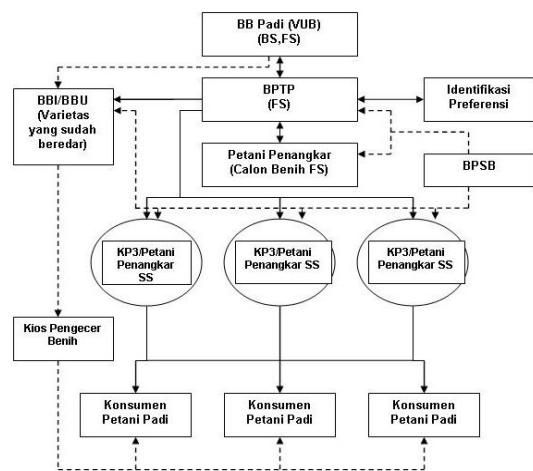 BB Padi (VUB)
(BS,FS)
BBI/BBU
(Varietas
yang sudah
beredar)
BPTP
(FS)
Identifikasi
Preferensi
Petani Penangkar
(Calon Benih FS)
BPSB
KP3/Petani
Penangkar
SS
KP3/Petani
Penangkar SS
KP3/Petani
Penangkar SS
Kios Pengecer
Benih
Konsumen
Petani Padi
Konsumen
Petani Padi
Konsumen
Petani Padi